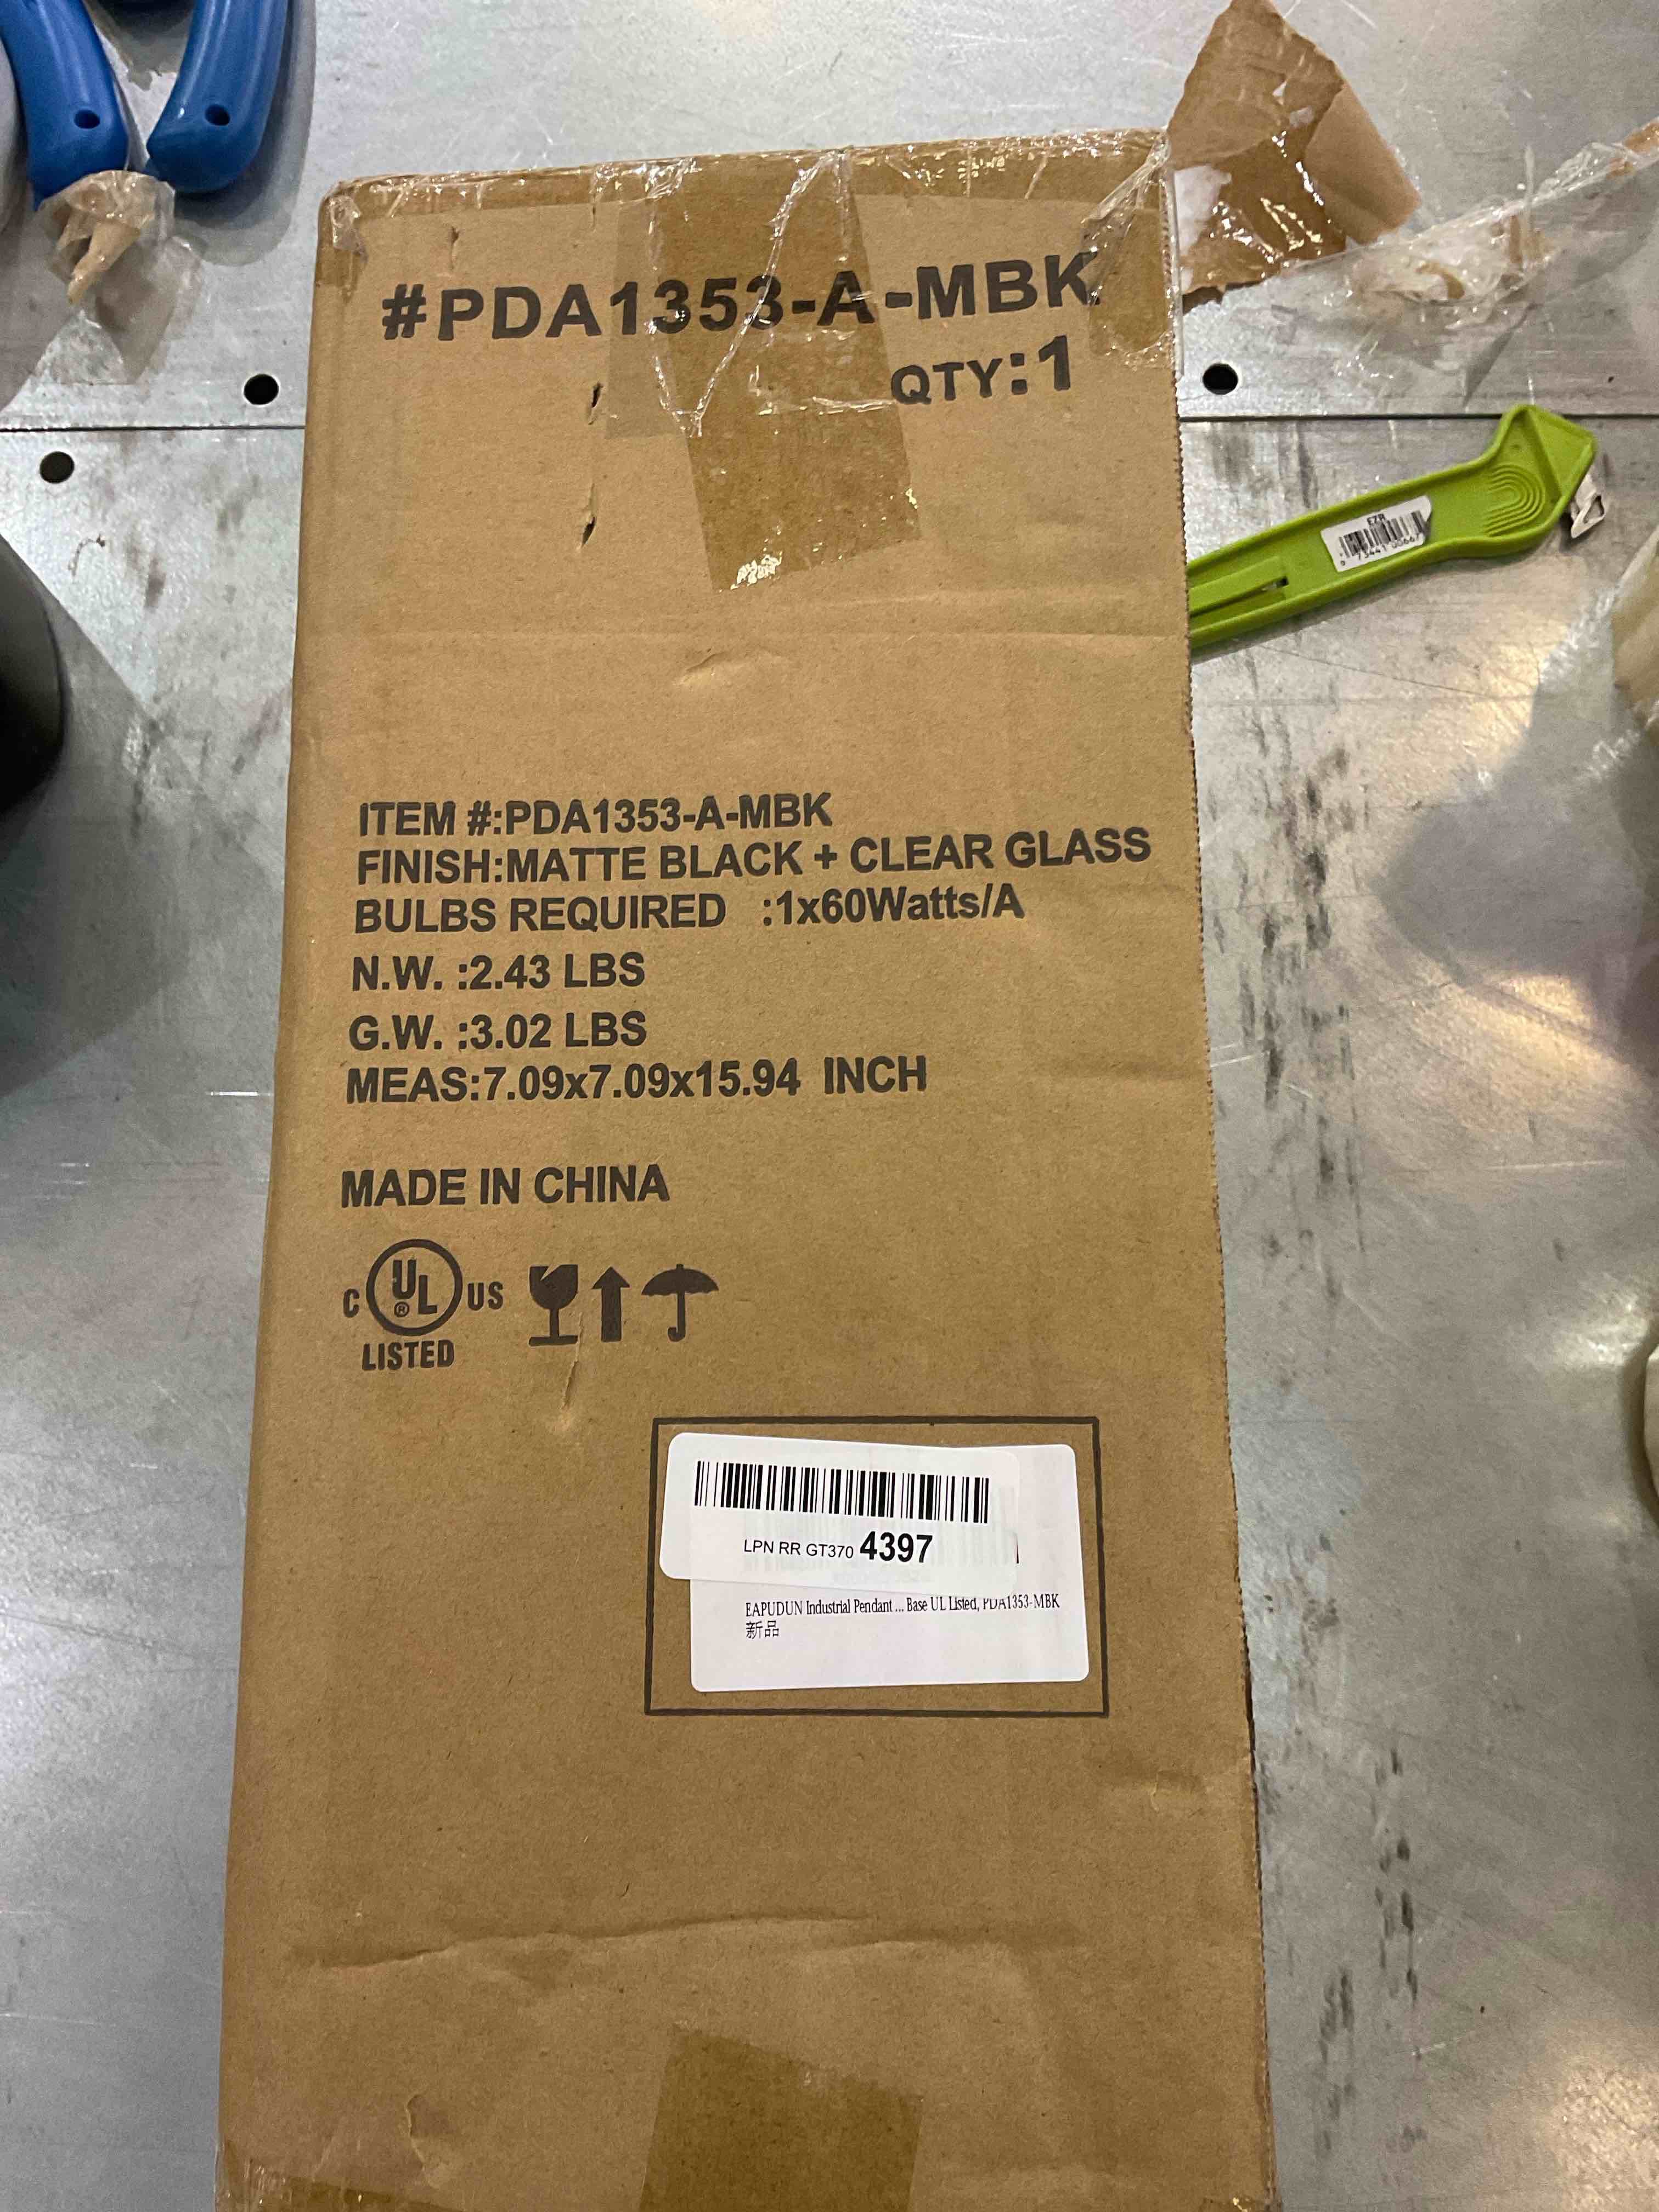 #PDA1353-A-MBK
QTY:1
EZR
ITEM #:PDA1353-A-MBK
FINISH:MATTE BLACK + CLEAR GLASS
BULBS REQUIRED :1x60Watts/A
N.W. :2.43 LBS
G.W. :3.02 LBS
MEAS:7.09x7.09x15.94 INCH
MADE IN CHINA
C UL ® US
LISTED
LPN RR GT370 4397
EAPUDUN Industrial Pendant ... Base UL Listed, PDA1353-MBK
新品